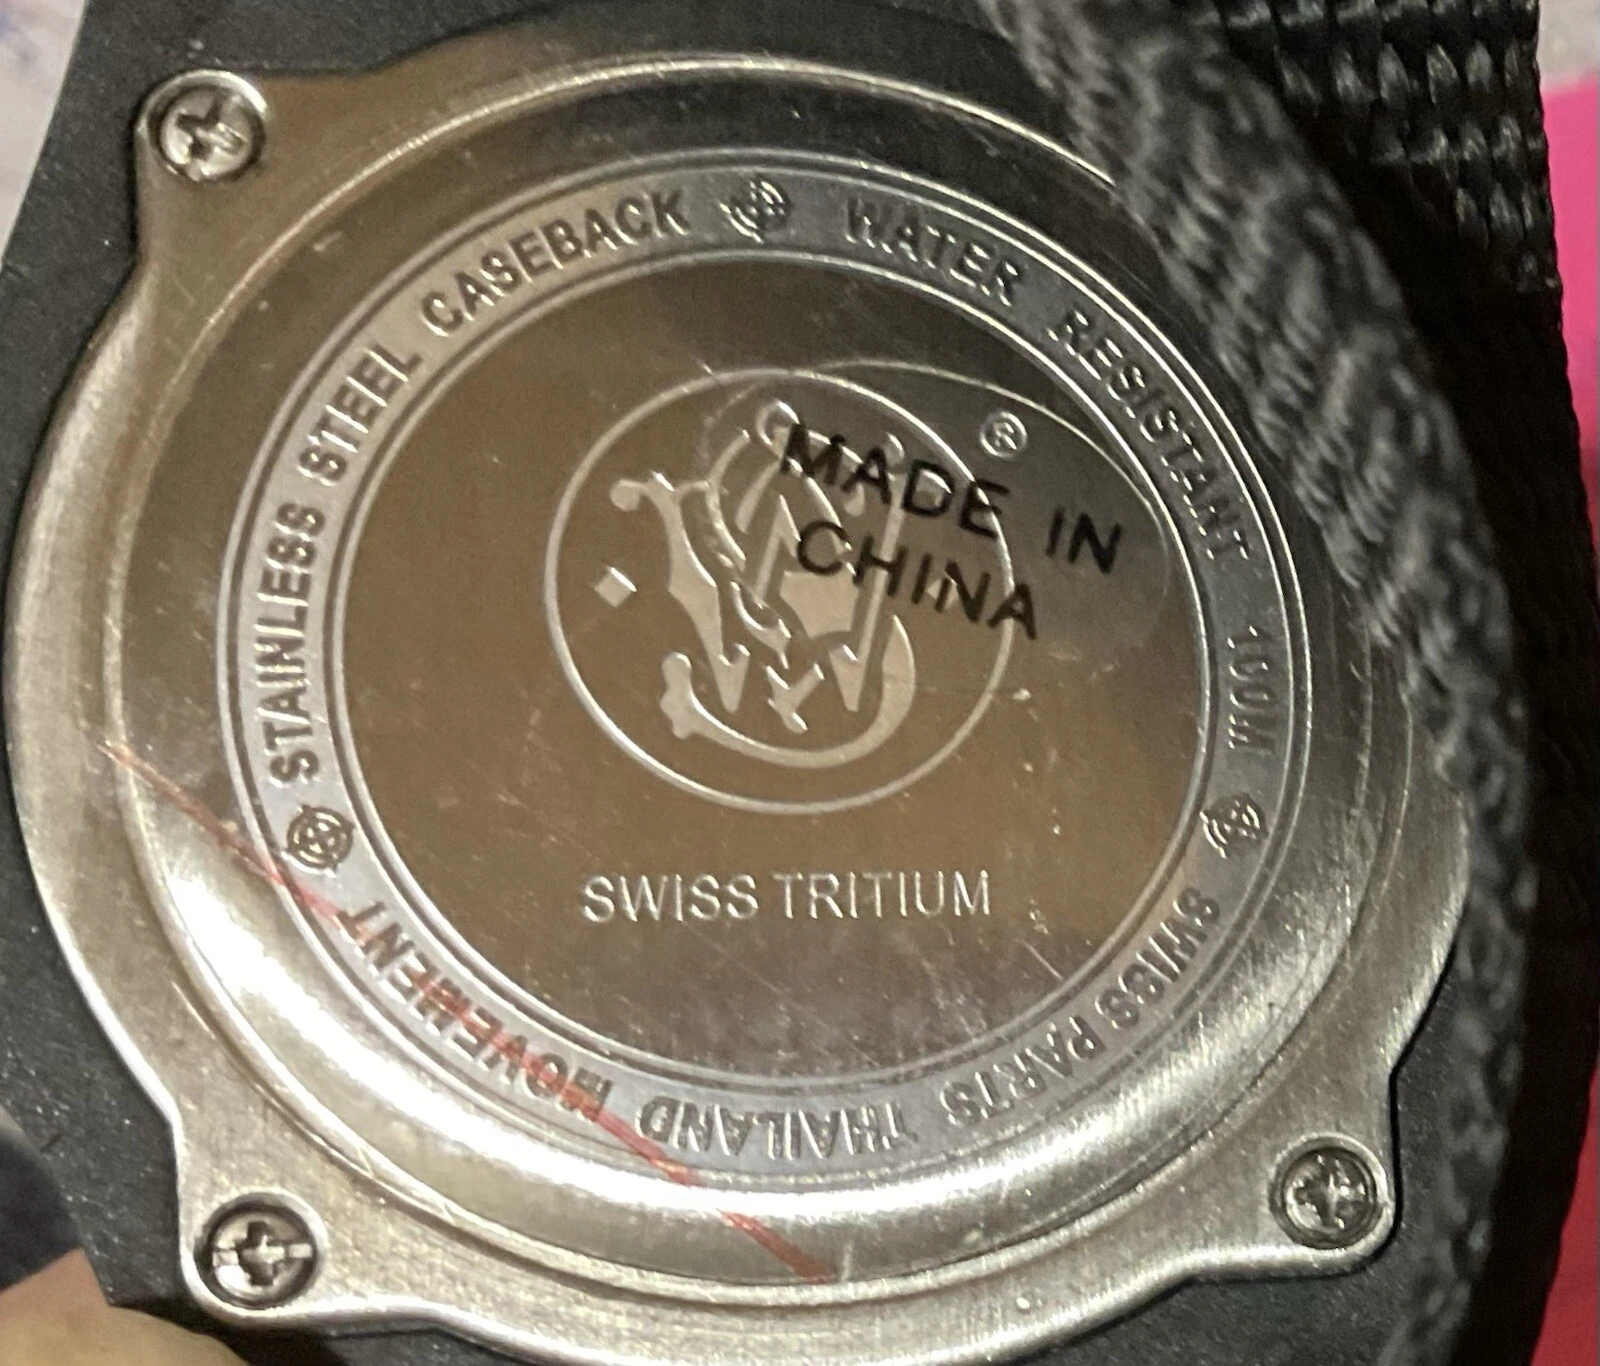 STAINLESS STEEL CASEBACK
WATER RESISTANT 100M
SWISS PARTS THAILAND MOVEMENT
®
MADE IN
CHINA
SWISS TRITIUM